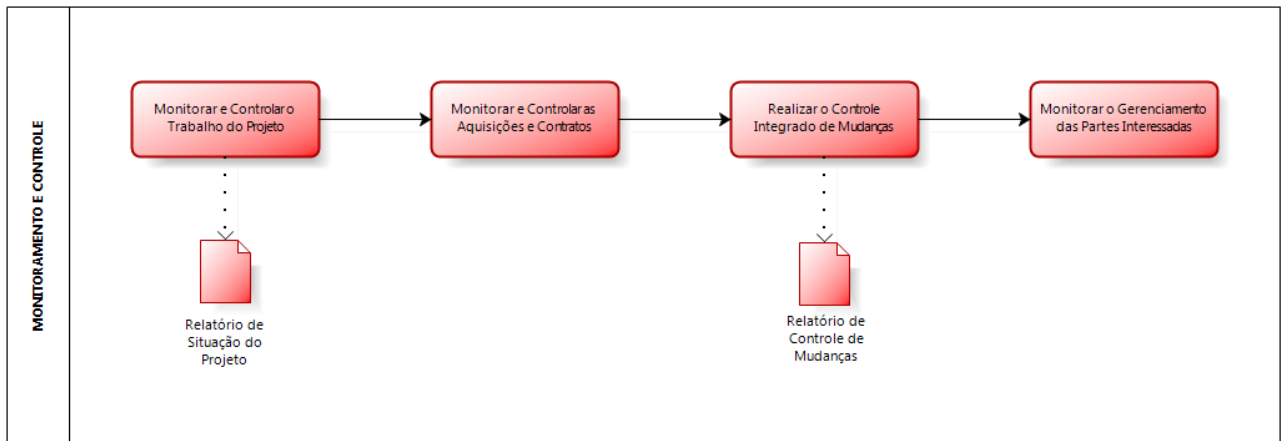 MONITORAMENTO E CONTROLE
Monitorar e Controlar o
Trabalho do Projeto
Monitorar e Controlar as
Aquisições e Contratos
Realizar o Controle
Integrado de Mudanças
Monitorar o Gerenciamento
das Partes Interessadas
Relatório de
Situação do
Projeto
Relatório de
Controle de
Mudanças